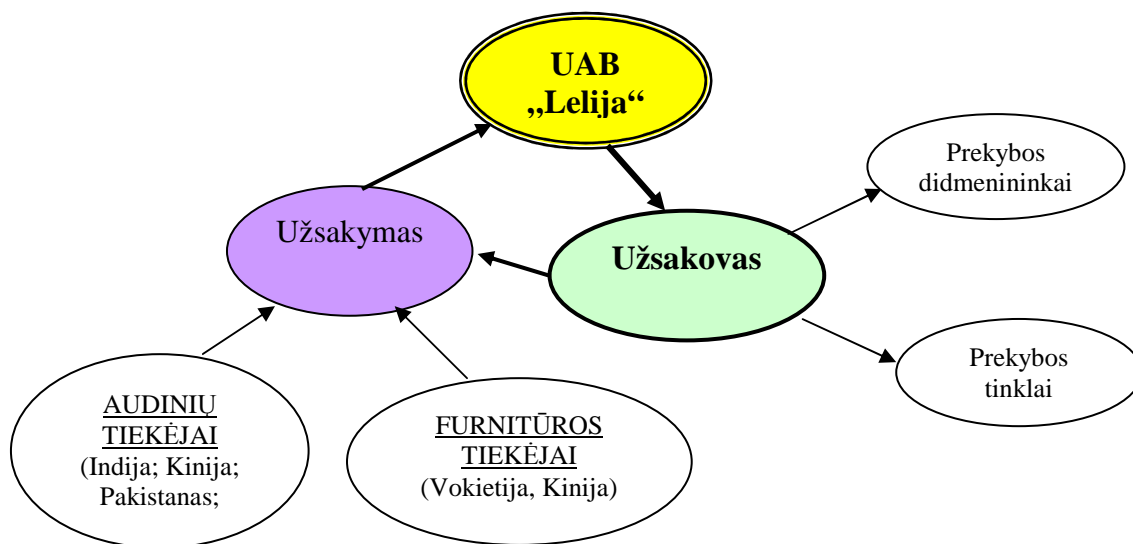 UAB
„Lelija“
Prekybos
didmenininkai
Užsakymas
Užsakovas
Prekybos
tinklai
AUDINIŲ
TIEKĖJAI
(Indija; Kinija;
Pakistanas;
FURNITŪROS
TIEKĖJAI
(Vokietija, Kinija)